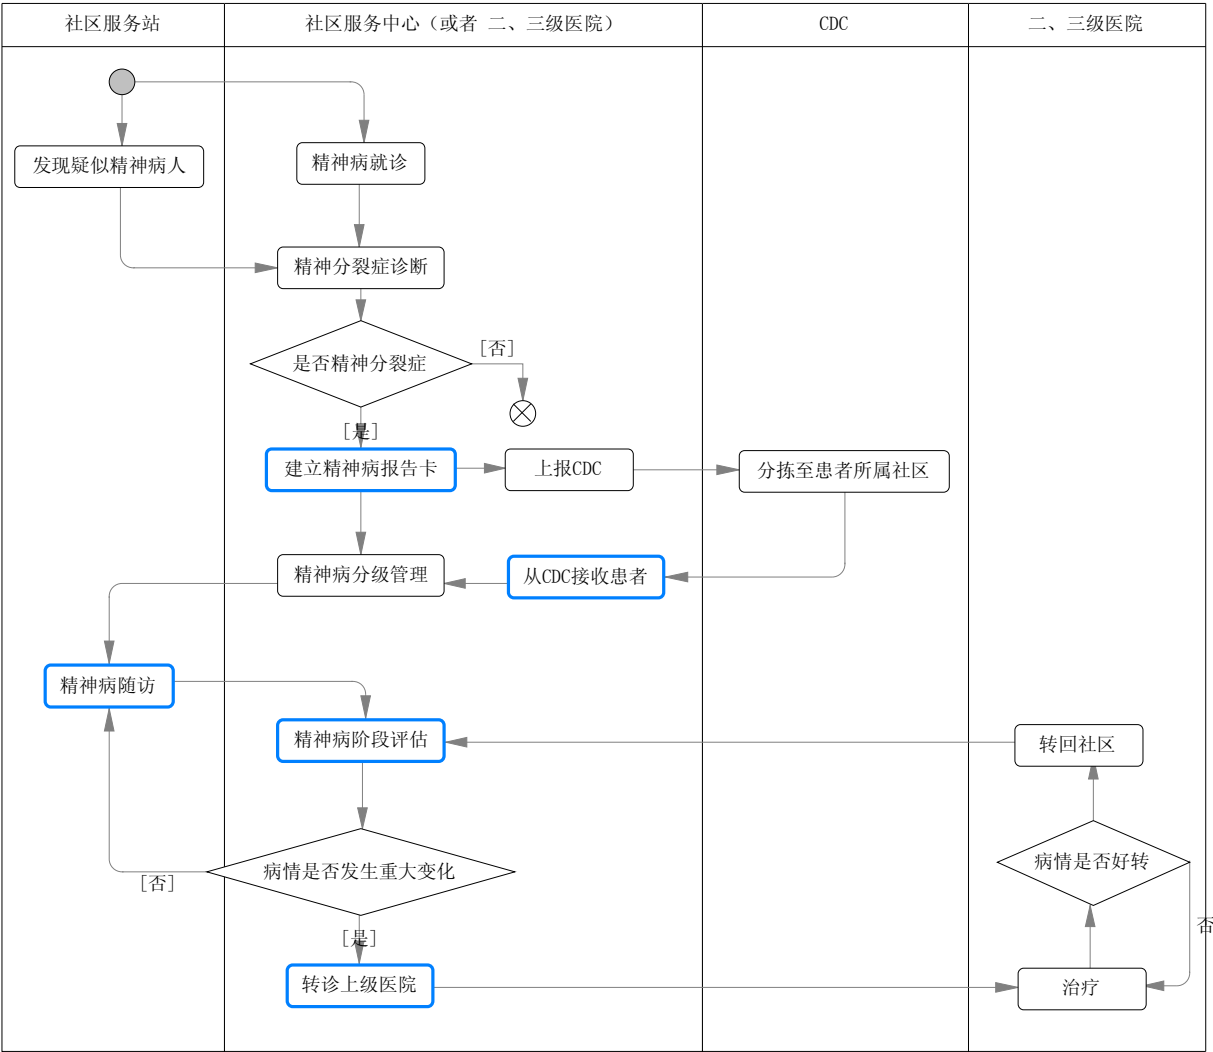 社区服务站
社区服务中心（或者 二、三级医院）
CDC
二、三级医院
发现疑似精神病人
精神病就诊
精神分裂症诊断
是否精神分裂症
[否]
[是]
建立精神病报告卡
上报CDC
分拣至患者所属社区
精神病分级管理
从CDC接收患者
精神病随访
精神病阶段评估
转回社区
病情是否发生重大变化
病情是否好转
[否]
[是]
否
转诊上级医院
治疗